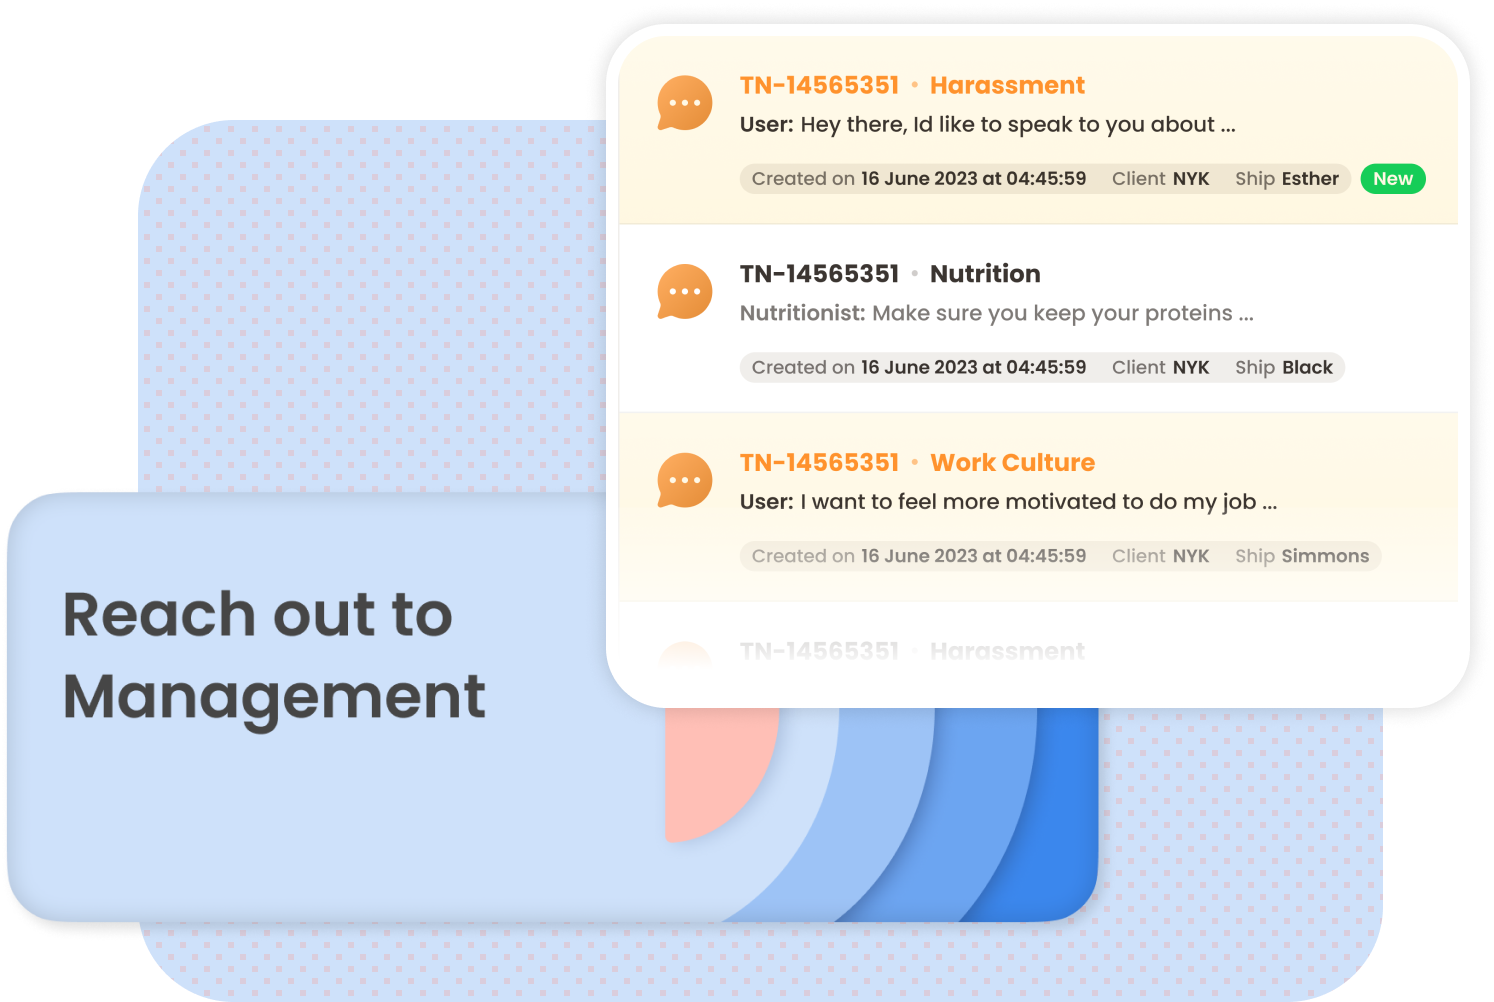 TN-14565351 • Harassment
User: Hey there, Id like to speak to you about ...
Created on 16 June 2023 at 04:45:59 Client NYK Ship Esther New
TN-14565351 • Nutrition
Nutritionist: Make sure you keep your proteins ...
Created on 16 June 2023 at 04:45:59 Client NYK Ship Black
TN-14565351 • Work Culture
User: I want to feel more motivated to do my job ...
Created on 16 June 2023 at 04:45:59 Client NYK Ship Simmons
TN-14565351 • Harassment
Reach out to
Management